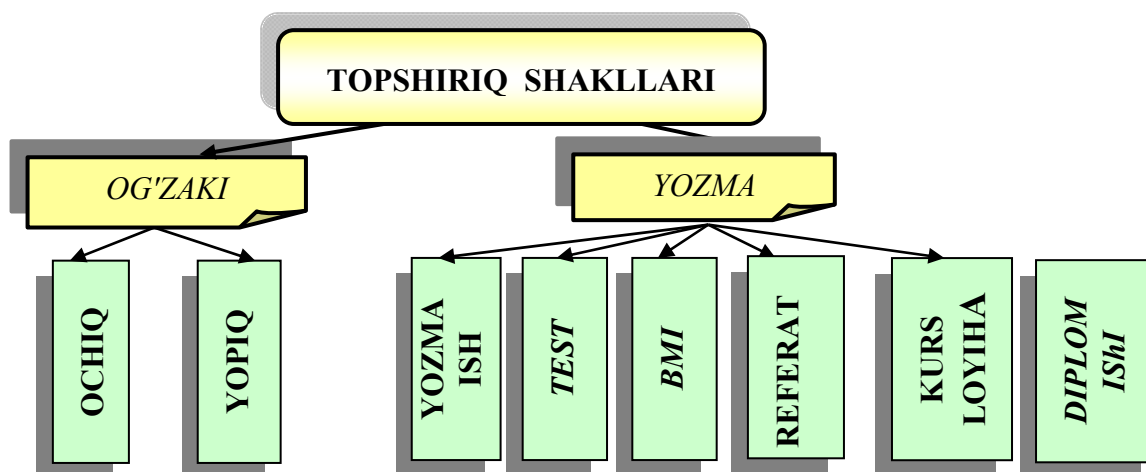 TOPSHIRIQ SHAKLLARI
OG'ZAKI
YOZMA
OCHIQ
YOPIQ
YOZMA
ISH
TEST
BMI
REFERAT
KURS
LOYIHA
DIPLOM
IShI